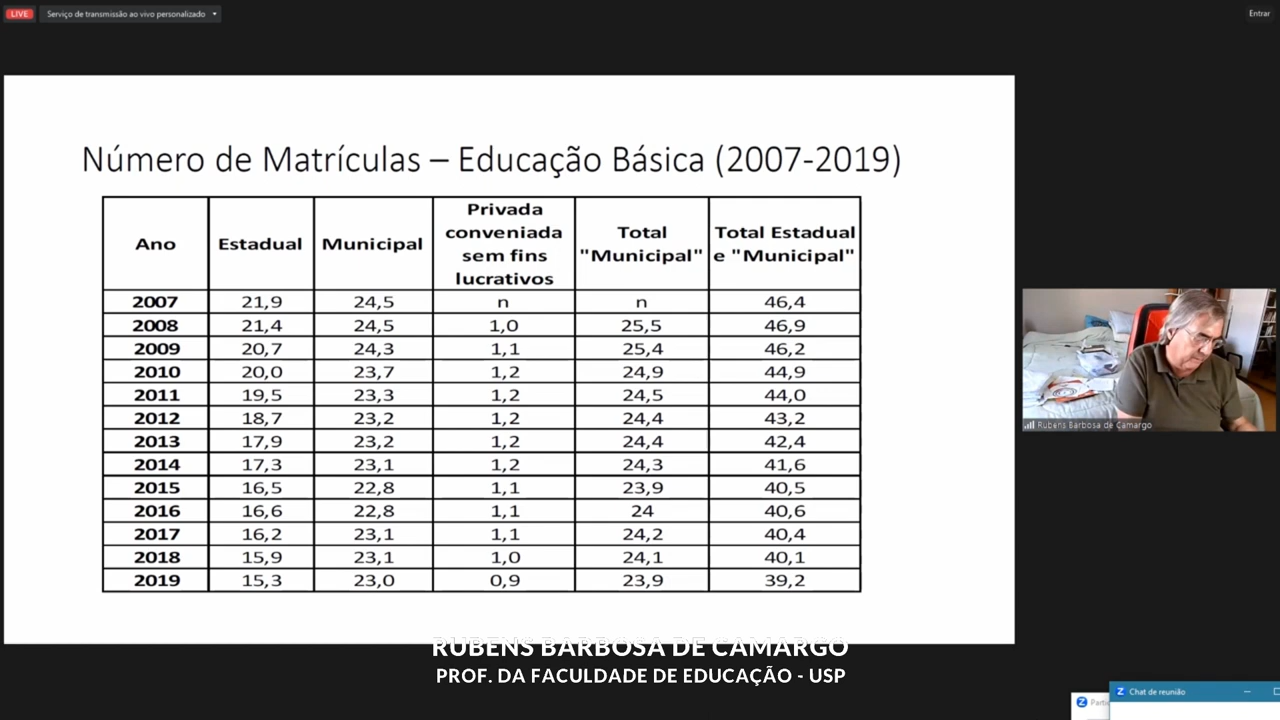 LIVE Serviço de transmissão ao vivo personalizado Entrar
Número de Matrículas – Educação Básica (2007-2019)
Ano Estadual Municipal Privada conveniada sem fins lucrativos Total "Municipal" Total Estadual e "Municipal"
2007 21,9 24,5 n n 46,4
2008 21,4 24,5 1,0 25,5 46,9
2009 20,7 24,3 1,1 25,4 46,2
2010 20,0 23,7 1,2 24,9 44,9
2011 19,5 23,3 1,2 24,5 44,0
2012 18,7 23,2 1,2 24,4 43,2
2013 17,9 23,2 1,2 24,4 42,4
2014 17,3 23,1 1,2 24,3 41,6
2015 16,5 22,8 1,1 23,9 40,5
2016 16,6 22,8 1,1 24 40,6
2017 16,2 23,1 1,1 24,2 40,4
2018 15,9 23,1 1,0 24,1 40,1
2019 15,3 23,0 0,9 23,9 39,2
Rubens Barbosa de Camargo
RUBENS BARBOSA DE CAMARGO
PROF. DA FACULDADE DE EDUCAÇÃO - USP
Z Chat de reunião
Z